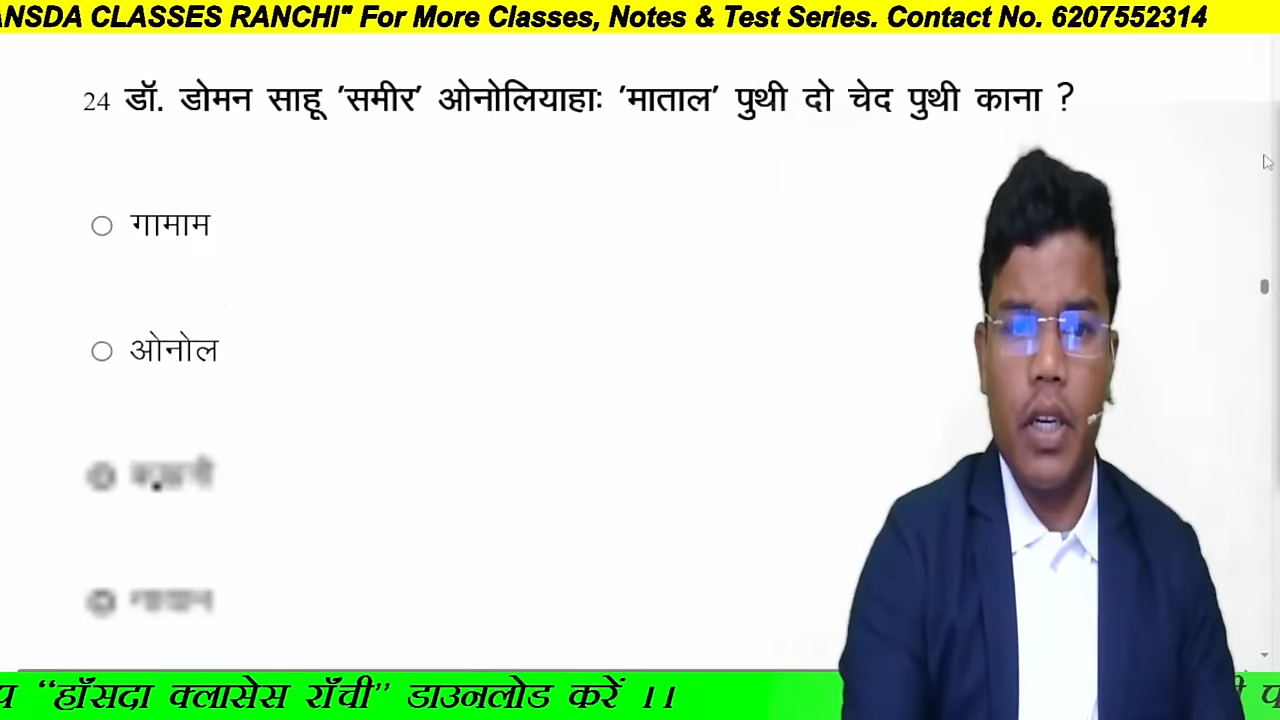 ANSDA CLASSES RANCHI" For More Classes, Notes & Test Series. Contact No. 6207552314
24 डॉ. डोमन साहू 'समीर' ओनोलियाहाः 'माताल' पुथी दो चेद पुथी काना ?
गामाम
ओनोल
प "हाँसदा क्लासेस राँची" डाउनलोड करें ।।